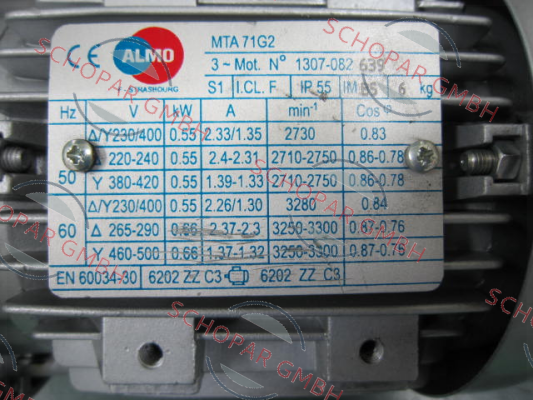 CE ALMO MTA 71G2
STRASBOURG 3 ~ Mot. N° 1307-082 639
S1 I.CL. F IP 55 IM B5 6 kg
Hz V kW A min⁻¹ Cos φ
Δ/Y230/400 0.55 2.33/1.35 2730 0.83
50 Δ 220-240 0.55 2.4-2.31 2710-2750 0.86-0.78
Y 380-420 0.55 1.39-1.33 2710-2750 0.86-0.78
Δ/Y230/400 0.55 2.26/1.30 3280 0.84
60 Δ 265-290 0.66 2.37-2.3 3250-3300 0.87-0.76
Y 460-500 0.66 1.37-1.32 3250-3300 0.87-0.76
EN 60034-30 6202 ZZ C3 6202 ZZ C3
SCHOPAR GMBH